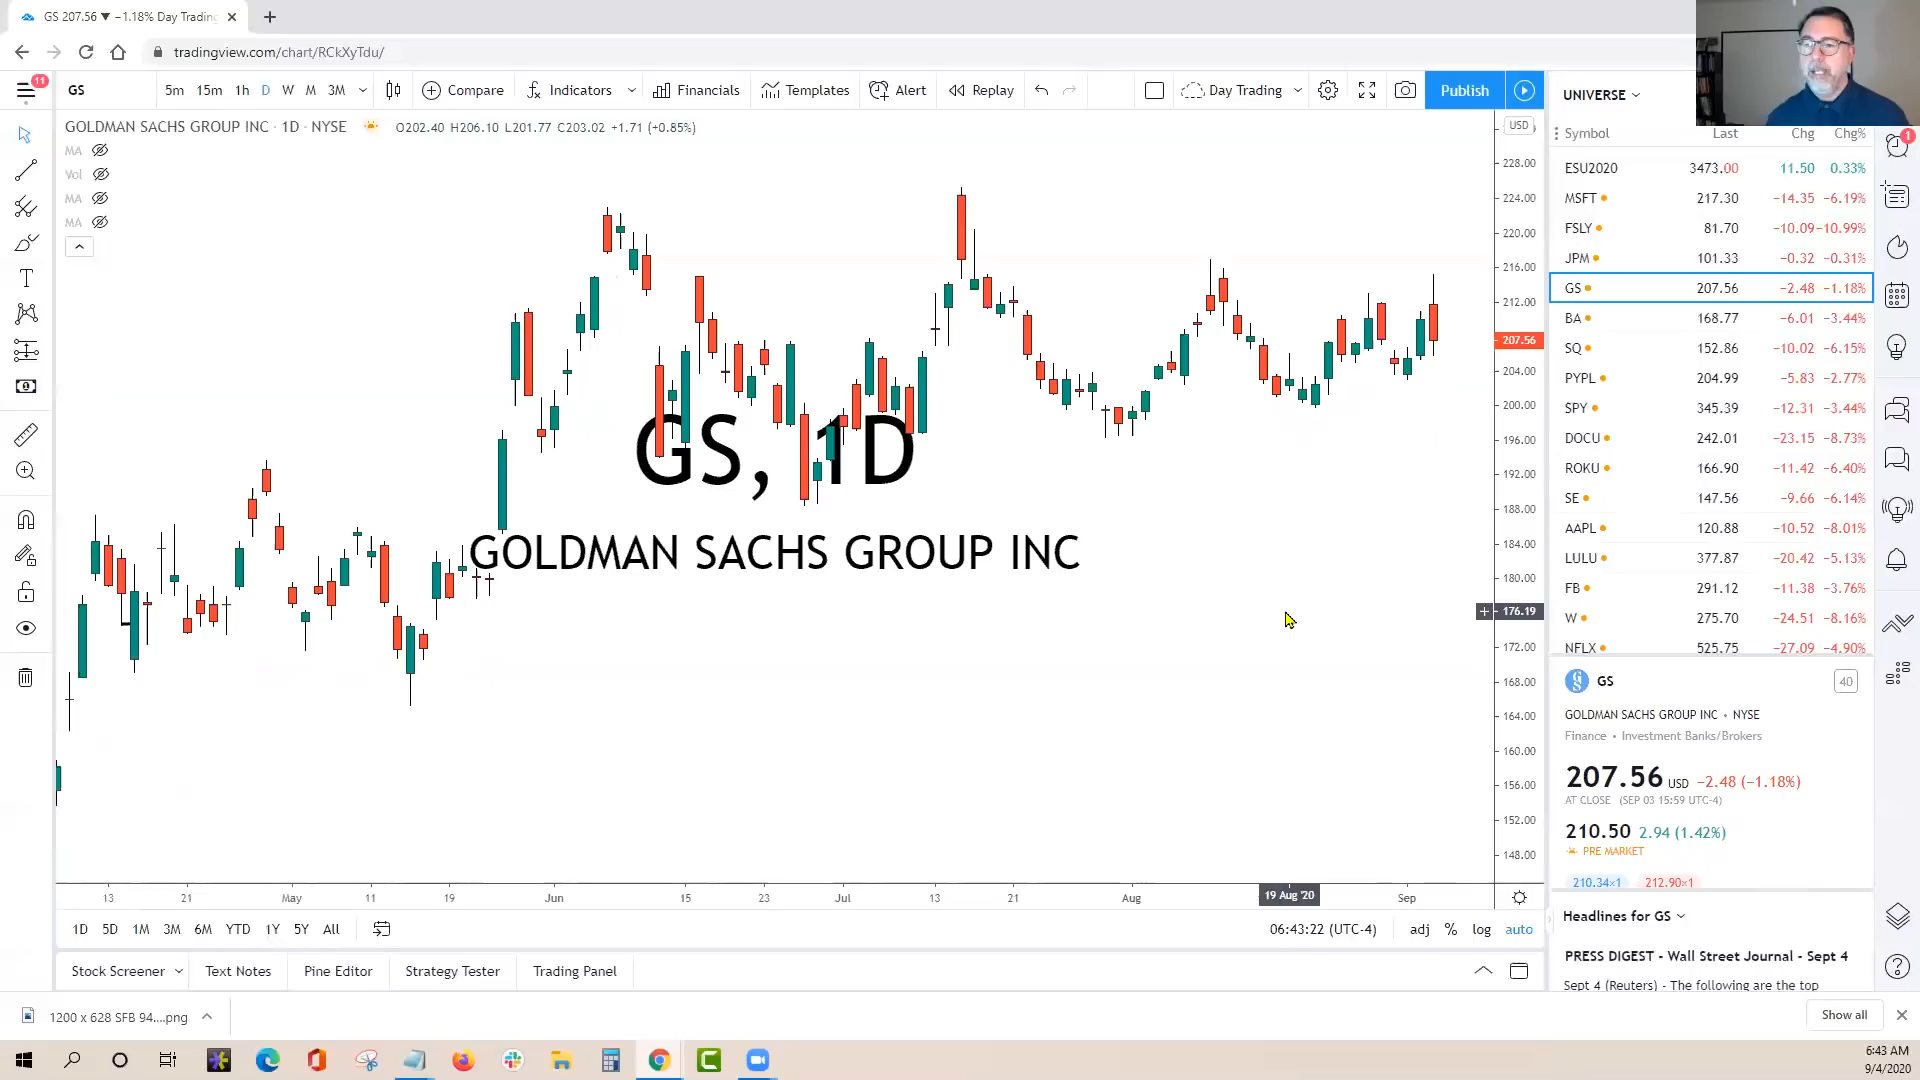 GS 207.56 ▼ −1.18% Day Trading
tradingview.com/chart/RCkXyTdu/
11
GS 5m 15m 1h D W M 3M Compare Indicators Financials Templates Alert Replay Day Trading Publish
GOLDMAN SACHS GROUP INC · 1D · NYSE O202.40 H206.10 L201.77 C203.02 +1.71 (+0.85%)
MA
Vol
MA
MA
GS, 1D
GOLDMAN SACHS GROUP INC
USD
228.00
224.00
220.00
216.00
212.00
207.56
204.00
200.00
196.00
192.00
188.00
184.00
180.00
176.19
172.00
168.00
164.00
160.00
156.00
152.00
148.00
13 21 May 11 19 Jun 15 23 Jul 13 21 Aug 19 Aug '20 Sep
1D 5D 1M 3M 6M YTD 1Y 5Y All 06:43:22 (UTC-4) adj % log auto
Stock Screener Text Notes Pine Editor Strategy Tester Trading Panel
UNIVERSE
Symbol Last Chg Chg%
1
ESU2020 3473.00 11.50 0.33%
MSFT 217.30 −14.35 −6.19%
FSLY 81.70 −10.09 −10.99%
JPM 101.33 −0.32 −0.31%
GS 207.56 −2.48 −1.18%
BA 168.77 −6.01 −3.44%
SQ 152.86 −10.02 −6.15%
PYPL 204.99 −5.83 −2.77%
SPY 345.39 −12.31 −3.44%
DOCU 242.01 −23.15 −8.73%
ROKU 166.90 −11.42 −6.40%
SE 147.56 −9.66 −6.14%
AAPL 120.88 −10.52 −8.01%
LULU 377.87 −20.42 −5.13%
FB 291.12 −11.38 −3.76%
W 275.70 −24.51 −8.16%
NFLX 525.75 −27.09 −4.90%
GS 40
GOLDMAN SACHS GROUP INC • NYSE
Finance • Investment Banks/Brokers
207.56 USD −2.48 (−1.18%)
AT CLOSE (SEP 03 15:59 UTC-4)
210.50 2.94 (1.42%)
PRE MARKET
210.34×1 212.90×1
Headlines for GS
PRESS DIGEST - Wall Street Journal - Sept 4
Sept 4 (Reuters) - The following are the top
1200 x 628 SFB 94....png Show all
6:43 AM
9/4/2020